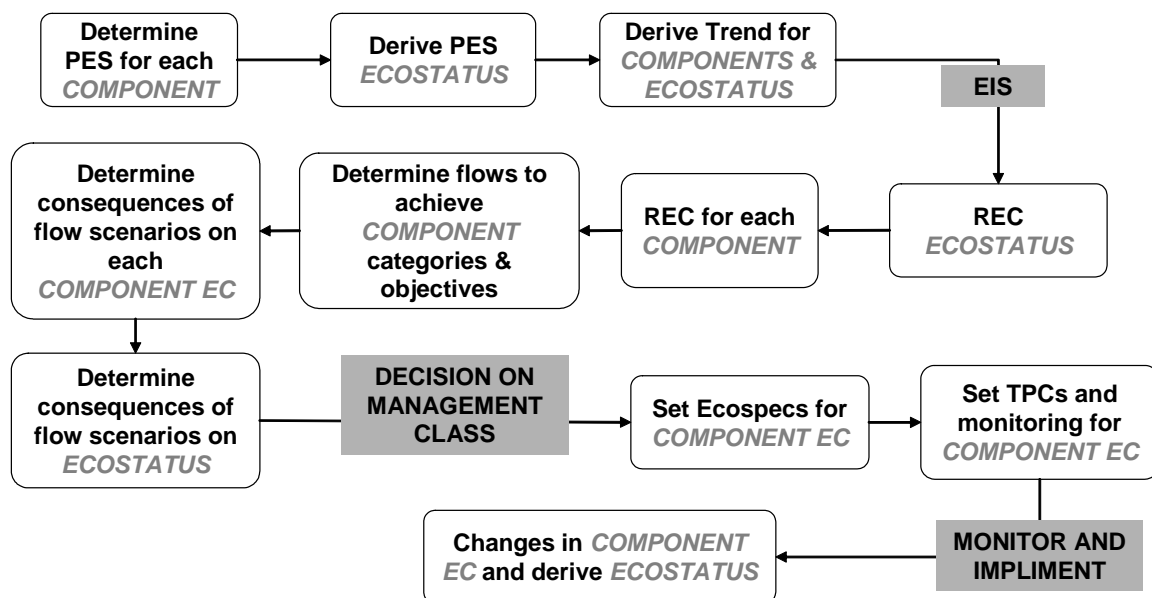 Determine
PES for each
COMPONENT
Derive PES
ECOSTATUS
Derive Trend for
COMPONENTS &
ECOSTATUS
EIS
REC
ECOSTATUS
REC for each
COMPONENT
Determine flows to
achieve
COMPONENT
categories &
objectives
Determine
consequences of
flow scenarios on
each
COMPONENT EC
Determine
consequences of
flow scenarios on
ECOSTATUS
DECISION ON
MANAGEMENT
CLASS
Set Ecospecs for
COMPONENT EC
Set TPCs and
monitoring for
COMPONENT EC
MONITOR AND
IMPLIMENT
Changes in COMPONENT
EC and derive ECOSTATUS